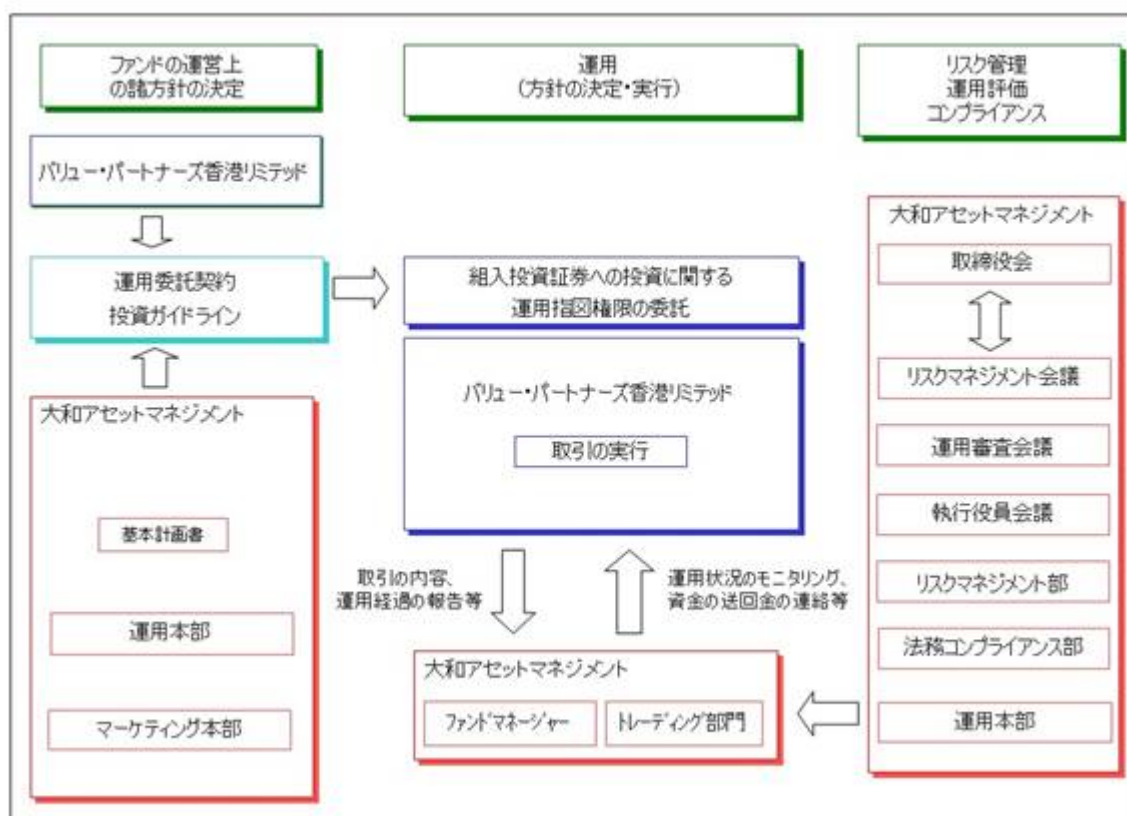 ファンドの運営上
の諸方針の決定
運用
(方針の決定・実行)
リスク管理
運用評価
コンプライアンス
バリュー・パートナーズ香港リミテッド
運用委託契約
投資ガイドライン
大和アセットマネジメント
基本計画書
運用本部
マーケティング本部
組入投資証券への投資に関する
運用指図権限の委託
バリュー・パートナーズ香港リミテッド
取引の実行
取引の内容、
運用経過の報告等
運用状況のモニタリング、
資金の送回金の連絡等
大和アセットマネジメント
ファンドマネージャー
トレーディング部門
大和アセットマネジメント
取締役会
リスクマネジメント会議
運用審査会議
執行役員会議
リスクマネジメント部
法務コンプライアンス部
運用本部